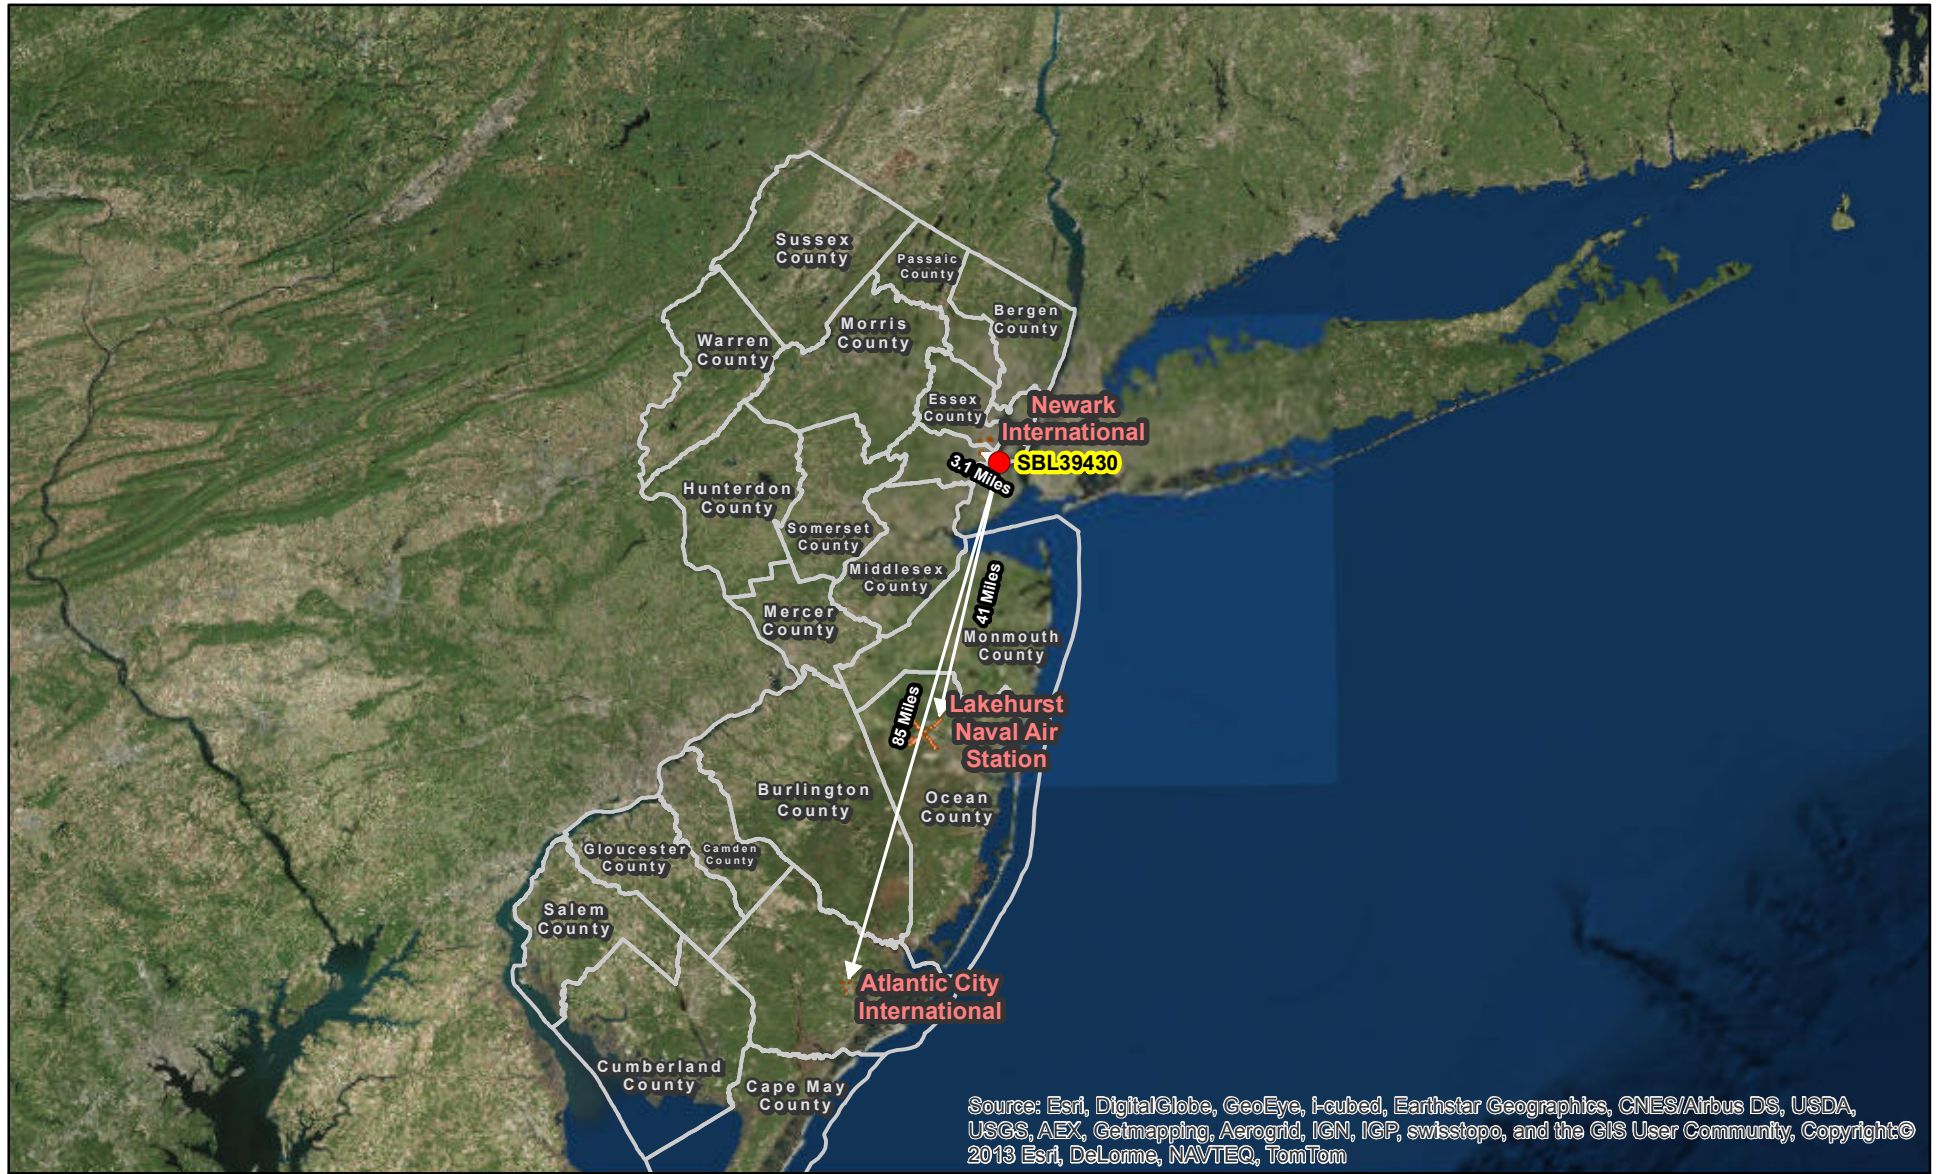 Sussex
County
Passaic
County
Bergen
County
Morris
County
Warren
County
Essex
County
Newark
International
SBL39430
3.1 Miles
Hunterdon
County
Somerset
County
Middlesex
County
41 Miles
Mercer
County
Monmouth
County
85 Miles
Lakehurst
Naval Air
Station
Burlington
County
Ocean
County
Gloucester
County
Camden
County
Salem
County
Atlantic City
International
Cumberland
County
Cape May
County
Source: Esri, DigitalGlobe, GeoEye, i-cubed, Earthstar Geographics, CNES/Airbus DS, USDA,
USGS, AEX, Getmapping, Aerogrid, IGN, IGP, swisstopo, and the GIS User Community, Copyright:©
2013 Esri, DeLorme, NAVTEQ, TomTom